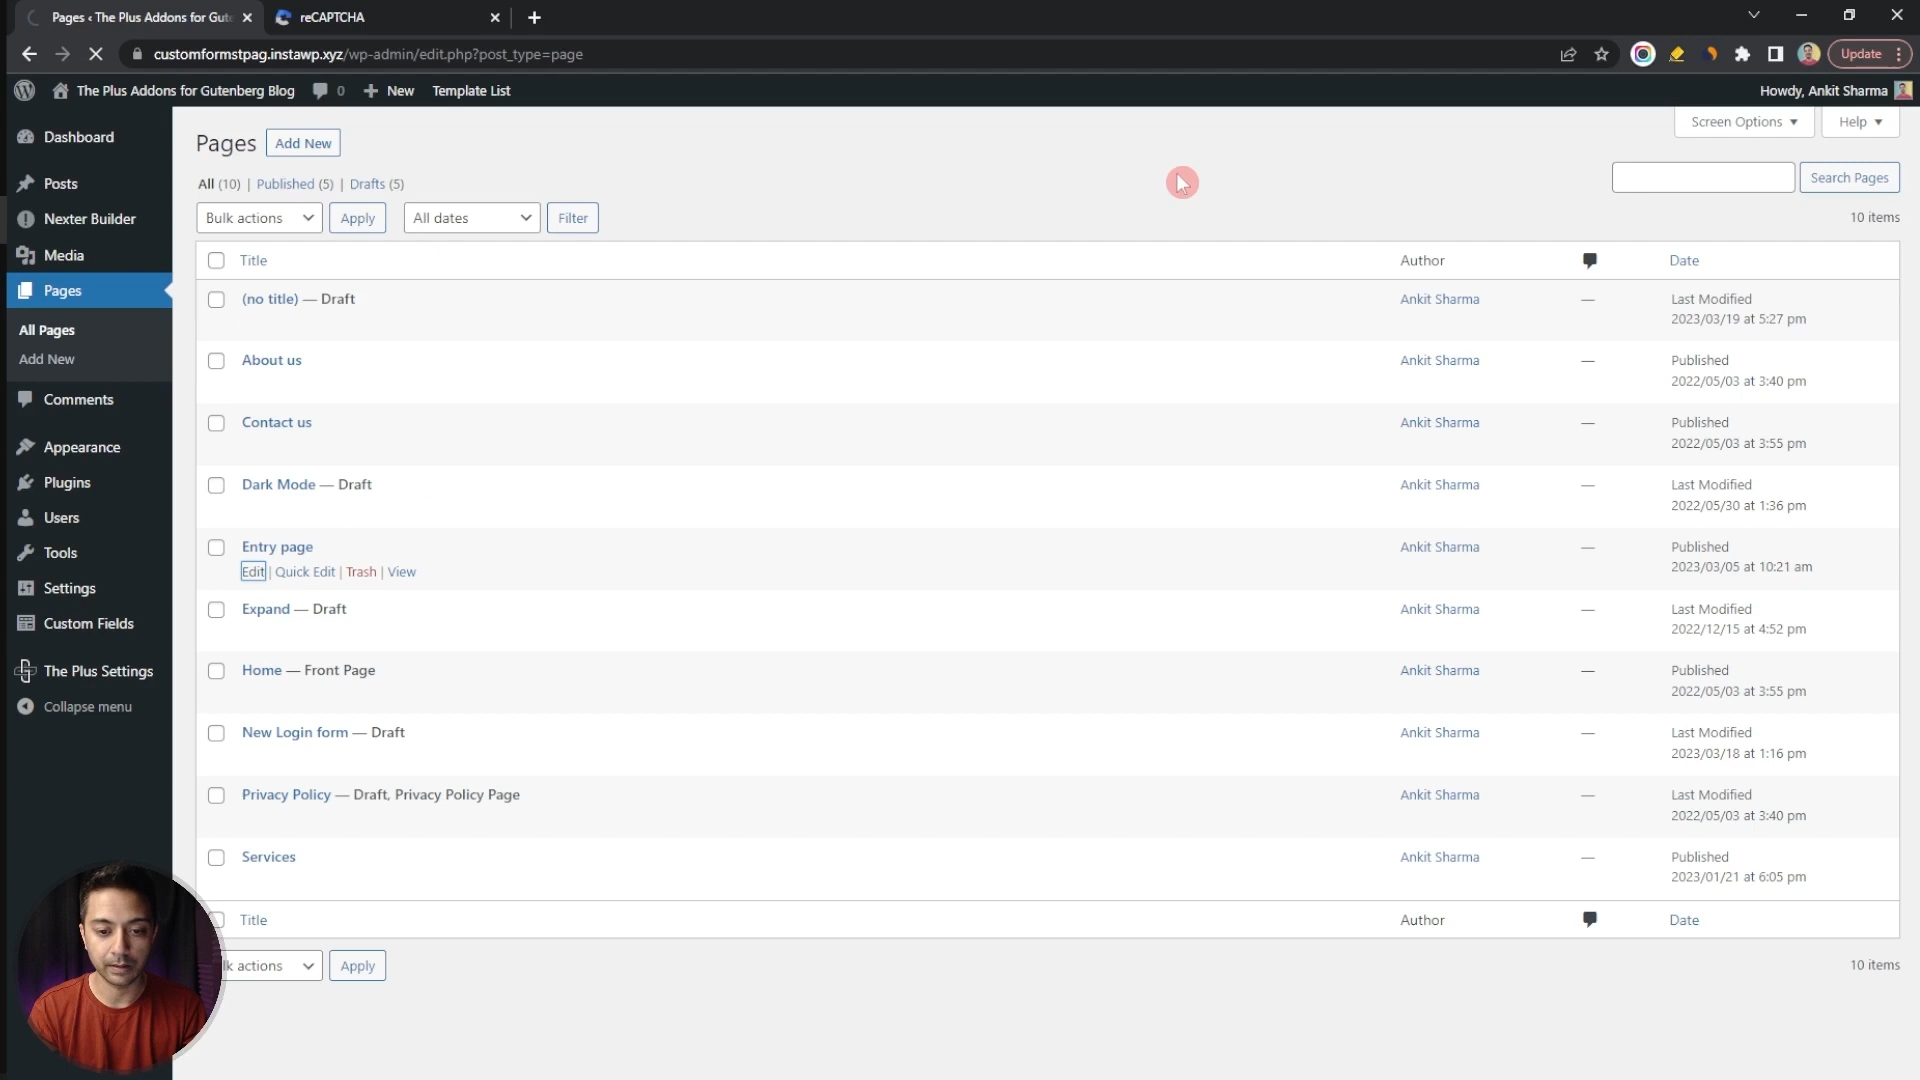 Pages ‹ The Plus Addons for Gute
reCAPTCHA
customformstpag.instawp.xyz/wp-admin/edit.php?post_type=page
Update
The Plus Addons for Gutenberg Blog
0
New
Template List
Howdy, Ankit Sharma
Dashboard
Posts
Nexter Builder
Media
Pages
All Pages
Add New
Comments
Appearance
Plugins
Users
Tools
Settings
Custom Fields
The Plus Settings
Collapse menu
Screen Options
Help
Pages
Add New
All (10) | Published (5) | Drafts (5)
Search Pages
Bulk actions
Apply
All dates
Filter
10 items
Title
Author
Date
(no title) — Draft
Ankit Sharma
—
Last Modified
2023/03/19 at 5:27 pm
About us
Ankit Sharma
—
Published
2022/05/03 at 3:40 pm
Contact us
Ankit Sharma
—
Published
2022/05/03 at 3:55 pm
Dark Mode — Draft
Ankit Sharma
—
Last Modified
2022/05/30 at 1:36 pm
Entry page
Edit | Quick Edit | Trash | View
Ankit Sharma
—
Published
2023/03/05 at 10:21 am
Expand — Draft
Ankit Sharma
—
Last Modified
2022/12/15 at 4:52 pm
Home — Front Page
Ankit Sharma
—
Published
2022/05/03 at 3:55 pm
New Login form — Draft
Ankit Sharma
—
Last Modified
2023/03/18 at 1:16 pm
Privacy Policy — Draft, Privacy Policy Page
Ankit Sharma
—
Last Modified
2022/05/03 at 3:40 pm
Services
Ankit Sharma
—
Published
2023/01/21 at 6:05 pm
Title
Author
Date
lk actions
Apply
10 items